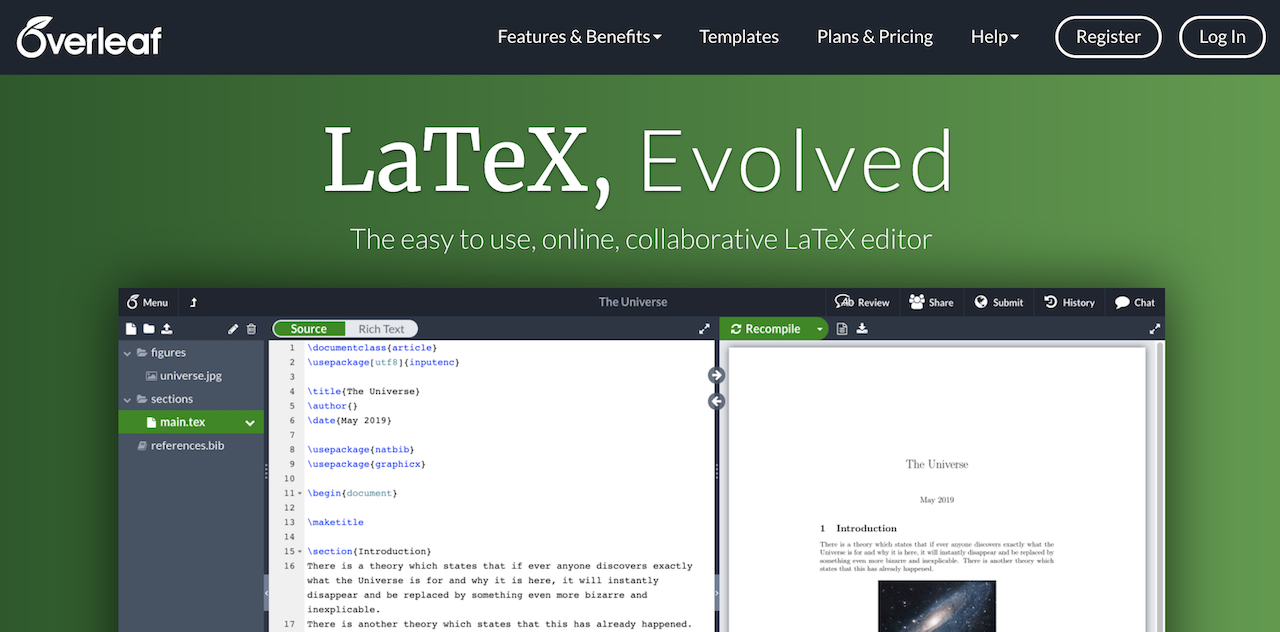 Overleaf
Features & Benefits Templates Plans & Pricing Help Register Log In
LaTeX, Evolved
The easy to use, online, collaborative LaTeX editor
Menu The Universe Review Share Submit History Chat
Source Rich Text Recompile
figures
universe.jpg
sections
main.tex
references.bib
1 \documentclass{article}
2 \usepackage[utf8]{inputenc}
3
4 \title{The Universe}
5 \author{}
6 \date{May 2019}
7
8 \usepackage{natbib}
9 \usepackage{graphicx}
10
11 \begin{document}
12
13 \maketitle
14
15 \section{Introduction}
16 There is a theory which states that if ever anyone discovers exactly
what the Universe is for and why it is here, it will instantly
disappear and be replaced by something even more bizarre and
inexplicable.
17 There is another theory which states that this has already happened.
The Universe
May 2019
1 Introduction
There is a theory which states that if ever anyone discovers exactly what the
Universe is for and why it is here, it will instantly disappear and be replaced by
something even more bizarre and inexplicable. There is another theory which
states that this has already happened.